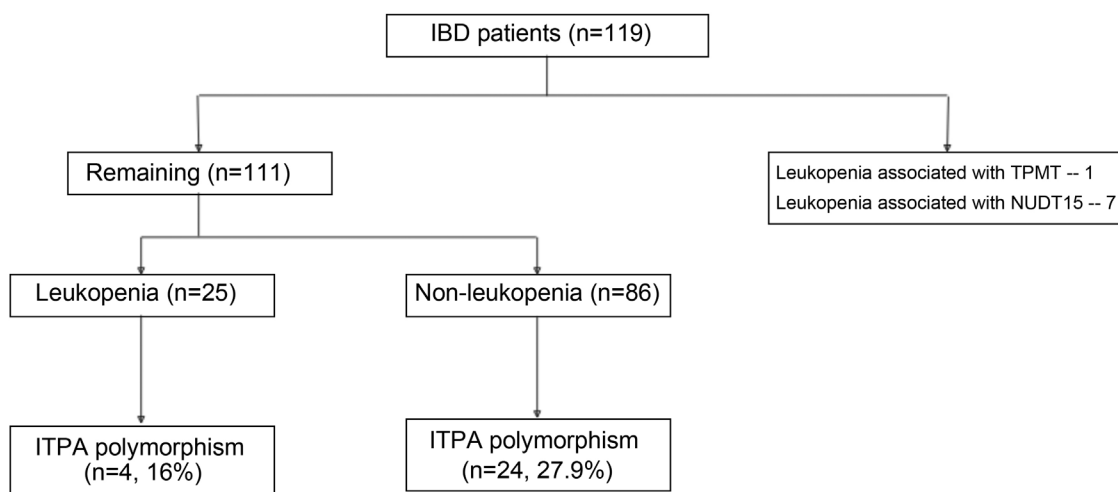 IBD patients (n=119)
Remaining (n=111)
Leukopenia associated with TPMT -- 1
Leukopenia associated with NUDT15 -- 7
Leukopenia (n=25)
Non-leukopenia (n=86)
ITPA polymorphism
(n=4, 16%)
ITPA polymorphism
(n=24, 27.9%)